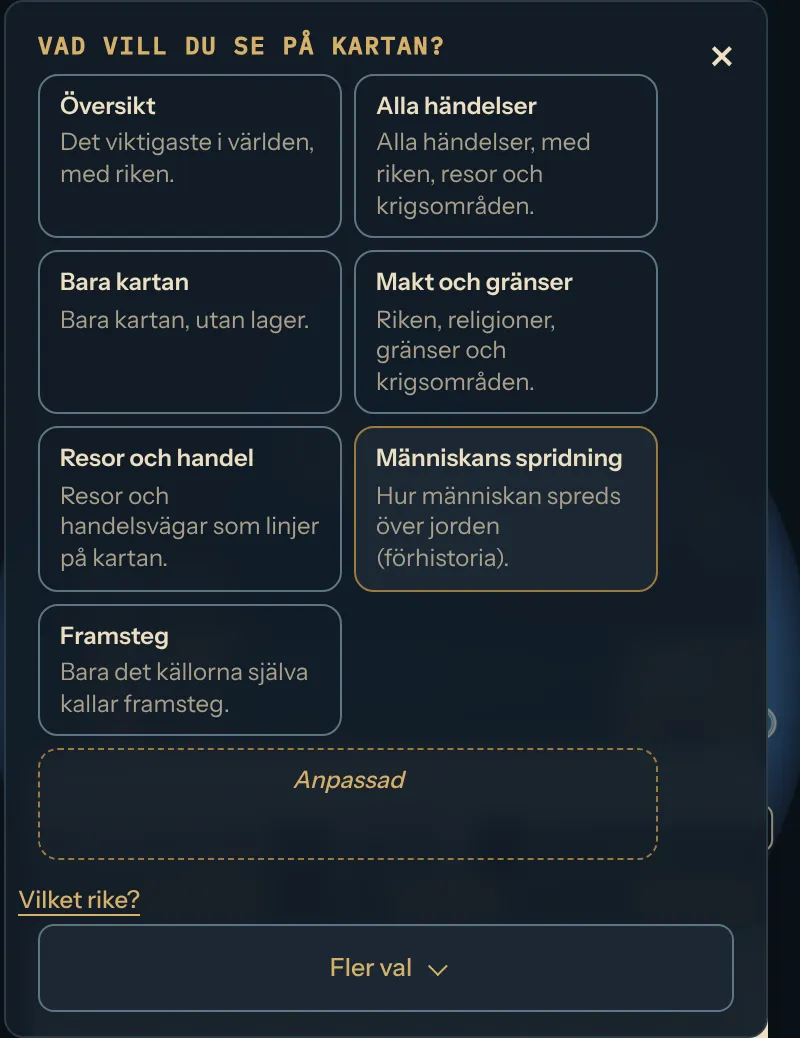 VAD VILL DU SE PÅ KARTAN?
Översikt
Det viktigaste i världen,
med riken.
Alla händelser
Alla händelser, med
riken, resor och
krigsområden.
Bara kartan
Bara kartan, utan lager.
Makt och gränser
Riken, religioner,
gränser och
krigsområden.
Resor och handel
Resor och
handelsvägar som linjer
på kartan.
Människans spridning
Hur människan spreds
över jorden
(förhistoria).
Framsteg
Bara det källorna själva
kallar framsteg.
Anpassad
Vilket rike?
Fler val